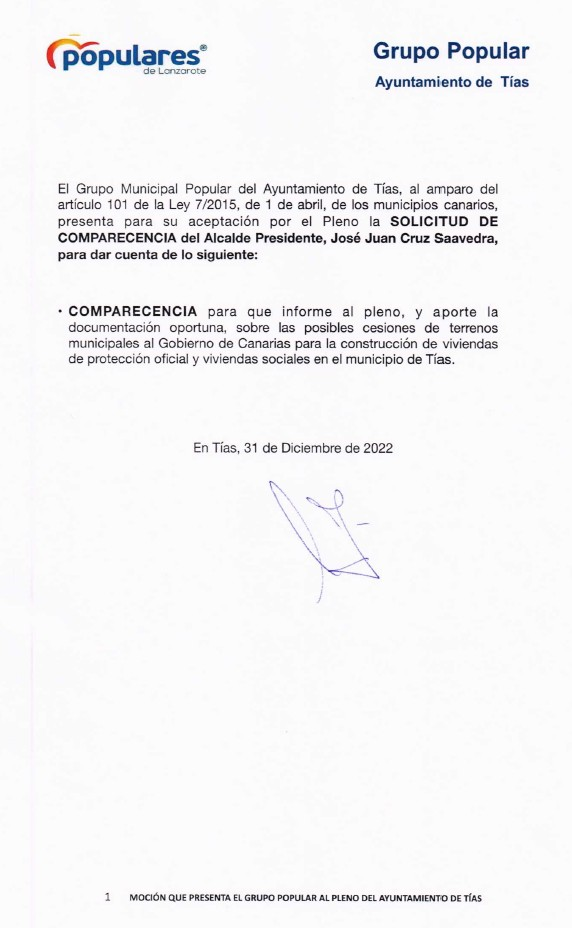 populares®
de Lanzarote
Grupo Popular
Ayuntamiento de Tías
El Grupo Municipal Popular del Ayuntamiento de Tías, al amparo del
artículo 101 de la Ley 7/2015, de 1 de abril, de los municipios canarios,
presenta para su aceptación por el Pleno la SOLICITUD DE
COMPARECENCIA del Alcalde Presidente, José Juan Cruz Saavedra,
para dar cuenta de lo siguiente:
• COMPARECENCIA para que informe al pleno, y aporte la
documentación oportuna, sobre las posibles cesiones de terrenos
municipales al Gobierno de Canarias para la construcción de viviendas
de protección oficial y viviendas sociales en el municipio de Tías.
En Tías, 31 de Diciembre de 2022
1 MOCIÓN QUE PRESENTA EL GRUPO POPULAR AL PLENO DEL AYUNTAMIENTO DE TÍAS